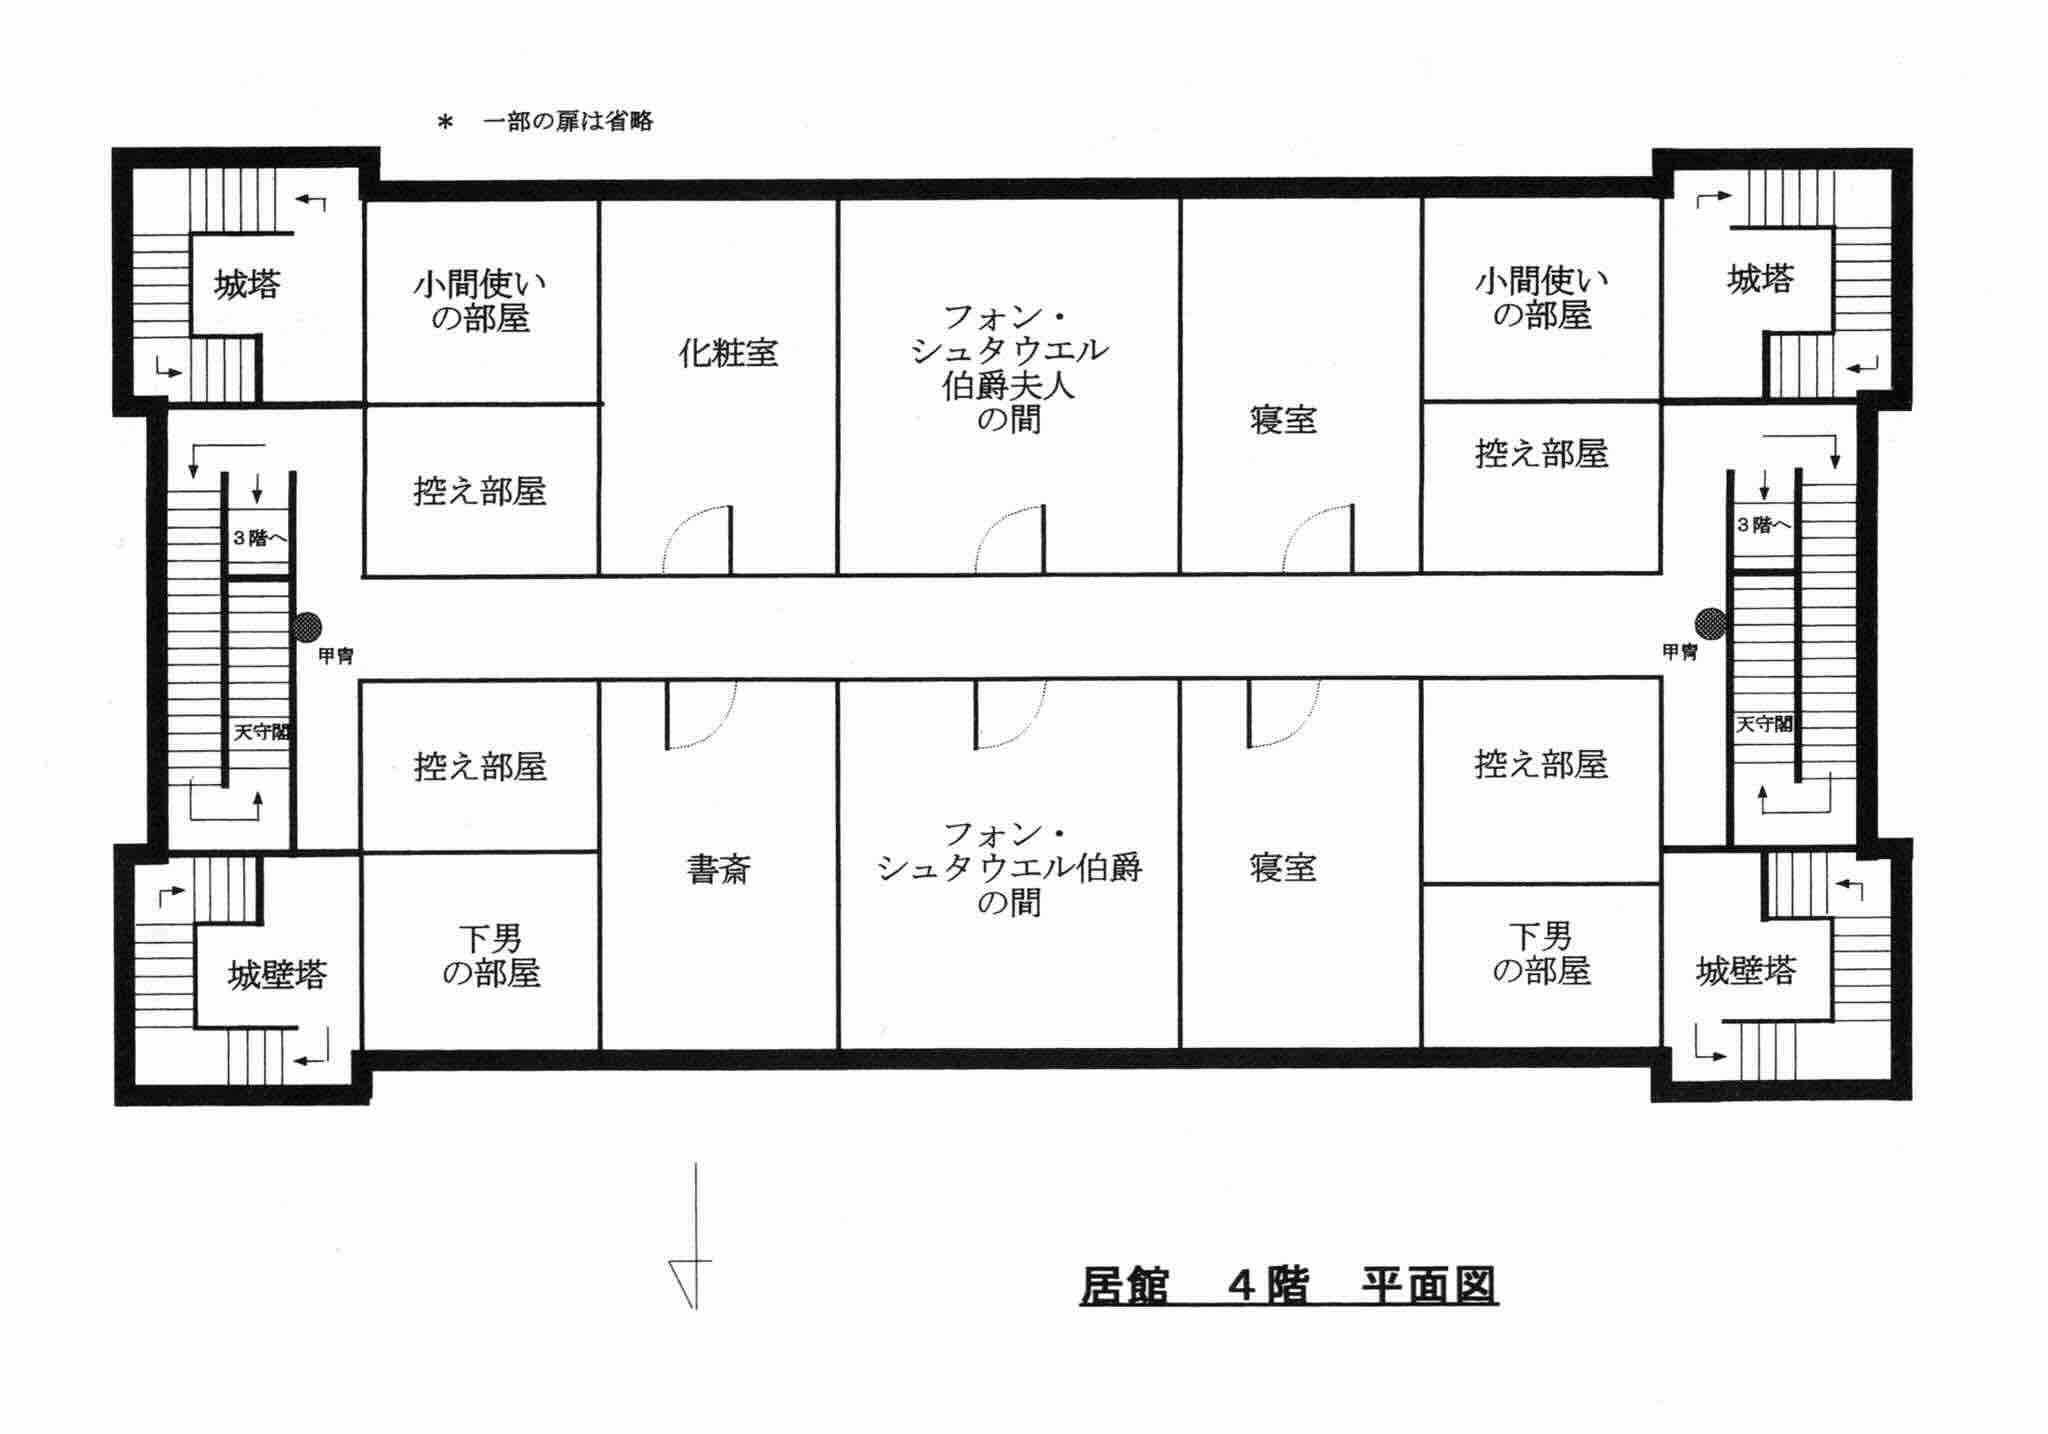 ＊　一部の扉は省略
城塔
小間使い
の部屋
化粧室
フォン・
シュタウエル
伯爵夫人
の間
寝室
小間使い
の部屋
城塔
控え部屋
控え部屋
３階へ
３階へ
甲冑
甲冑
天守閣
天守閣
控え部屋
書斎
フォン・
シュタウエル伯爵
の間
寝室
控え部屋
城壁塔
下男
の部屋
下男
の部屋
城壁塔
居館　４階　平面図